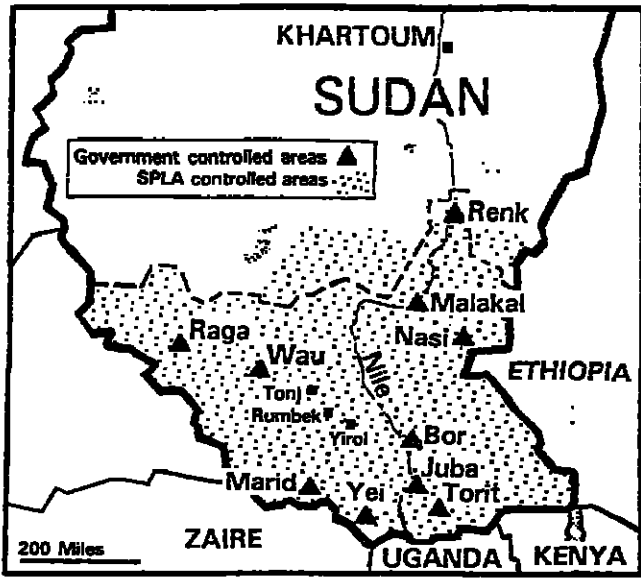 KHARTOUM
SUDAN
Government controlled areas
SPLA controlled areas
Renk
Malakal
Nasi
Raga
Wau
Nile
ETHIOPIA
Tonj
Rumbek
Yirol
Bor
Juba
Marid
Yei
Torit
ZAIRE
200 Miles
UGANDA
KENYA